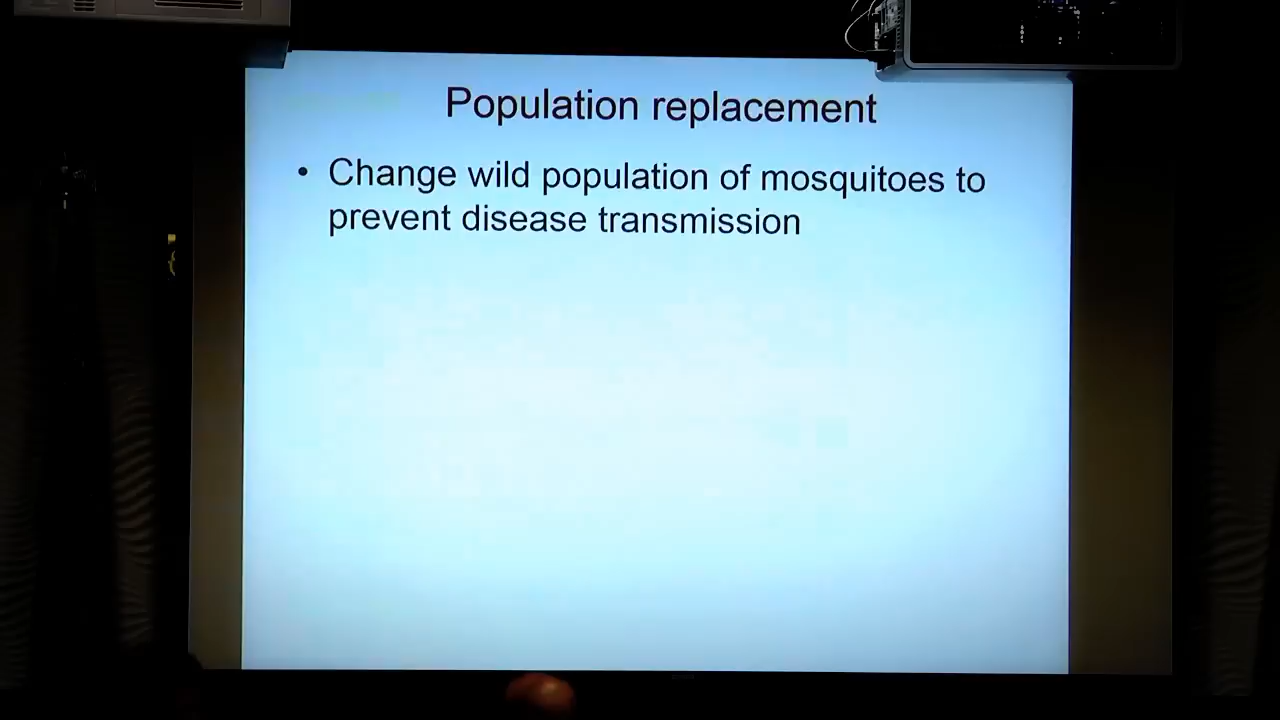 Population replacement
• Change wild population of mosquitoes to
prevent disease transmission